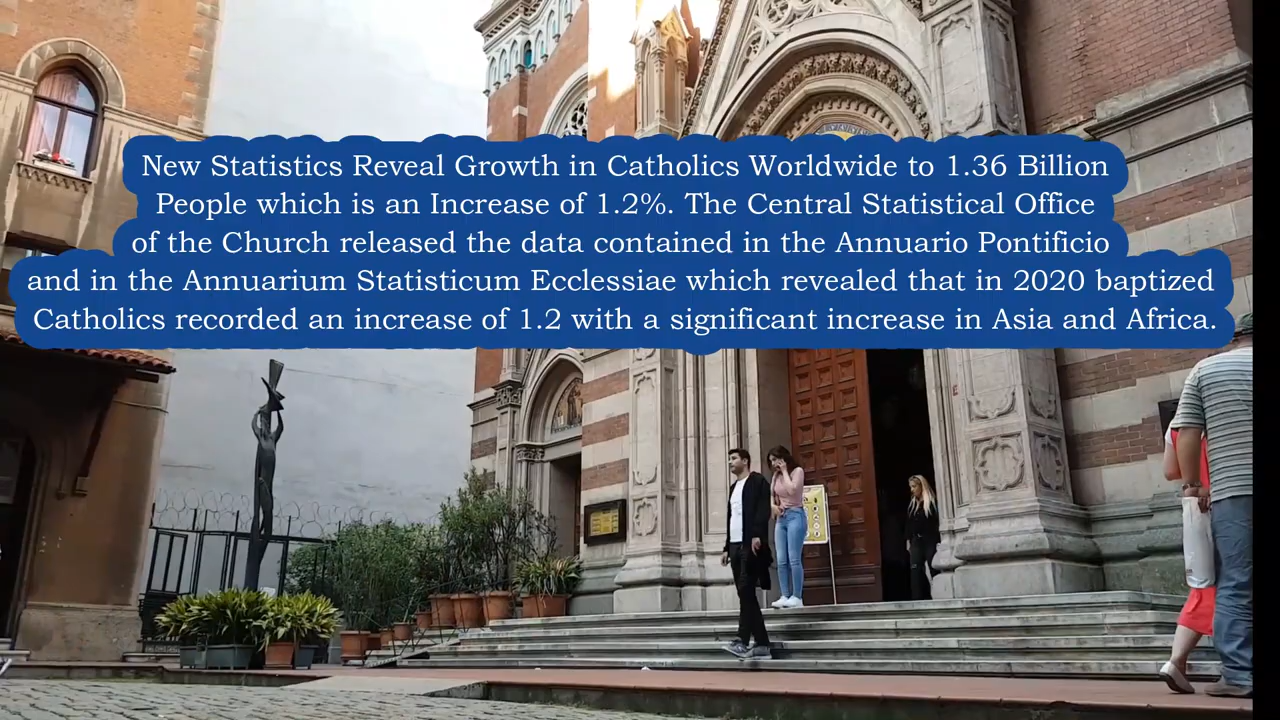 New Statistics Reveal Growth in Catholics Worldwide to 1.36 Billion
People which is an Increase of 1.2%. The Central Statistical Office
of the Church released the data contained in the Annuario Pontificio
and in the Annuarium Statisticum Ecclessiae which revealed that in 2020 baptized
Catholics recorded an increase of 1.2 with a significant increase in Asia and Africa.